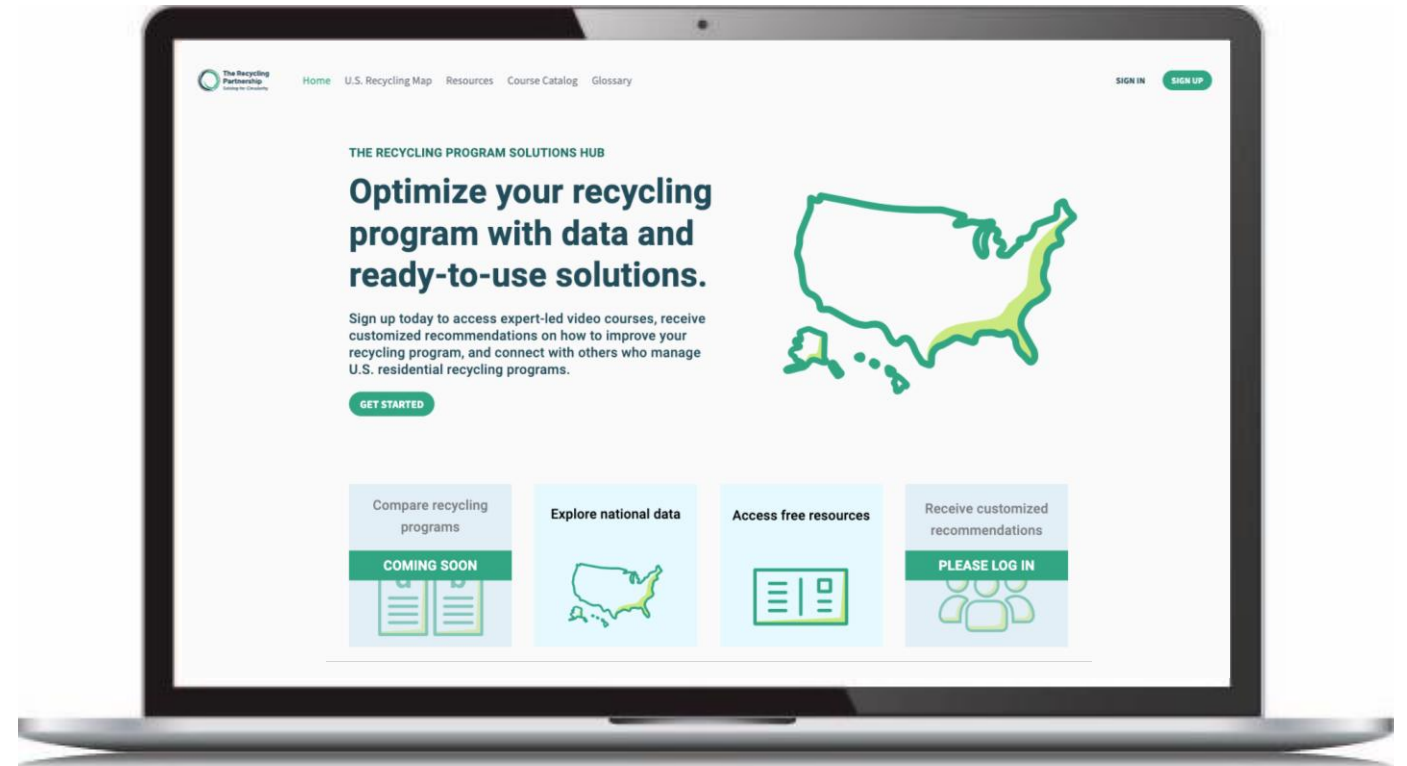 The Recycling
Partnership
Solving for Circularity
Home U.S. Recycling Map Resources Course Catalog Glossary
SIGN IN SIGN UP
THE RECYCLING PROGRAM SOLUTIONS HUB
Optimize your recycling
program with data and
ready-to-use solutions.
Sign up today to access expert-led video courses, receive
customized recommendations on how to improve your
recycling program, and connect with others who manage
U.S. residential recycling programs.
GET STARTED
Compare recycling
programs
COMING SOON
a b
Explore national data
Access free resources
Receive customized
recommendations
PLEASE LOG IN